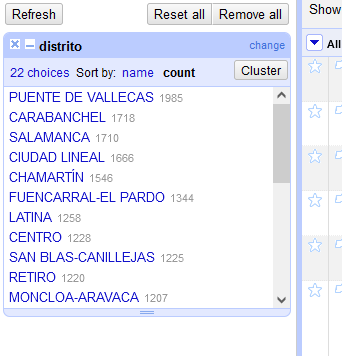 Refresh Reset all Remove all
Show
distrito change
22 choices Sort by: name count Cluster
All
PUENTE DE VALLECAS 1985
CARABANCHEL 1718
SALAMANCA 1710
CIUDAD LINEAL 1666
CHAMARTÍN 1546
FUENCARRAL-EL PARDO 1344
LATINA 1258
CENTRO 1228
SAN BLAS-CANILLEJAS 1225
RETIRO 1220
MONCLOA-ARAVACA 1207